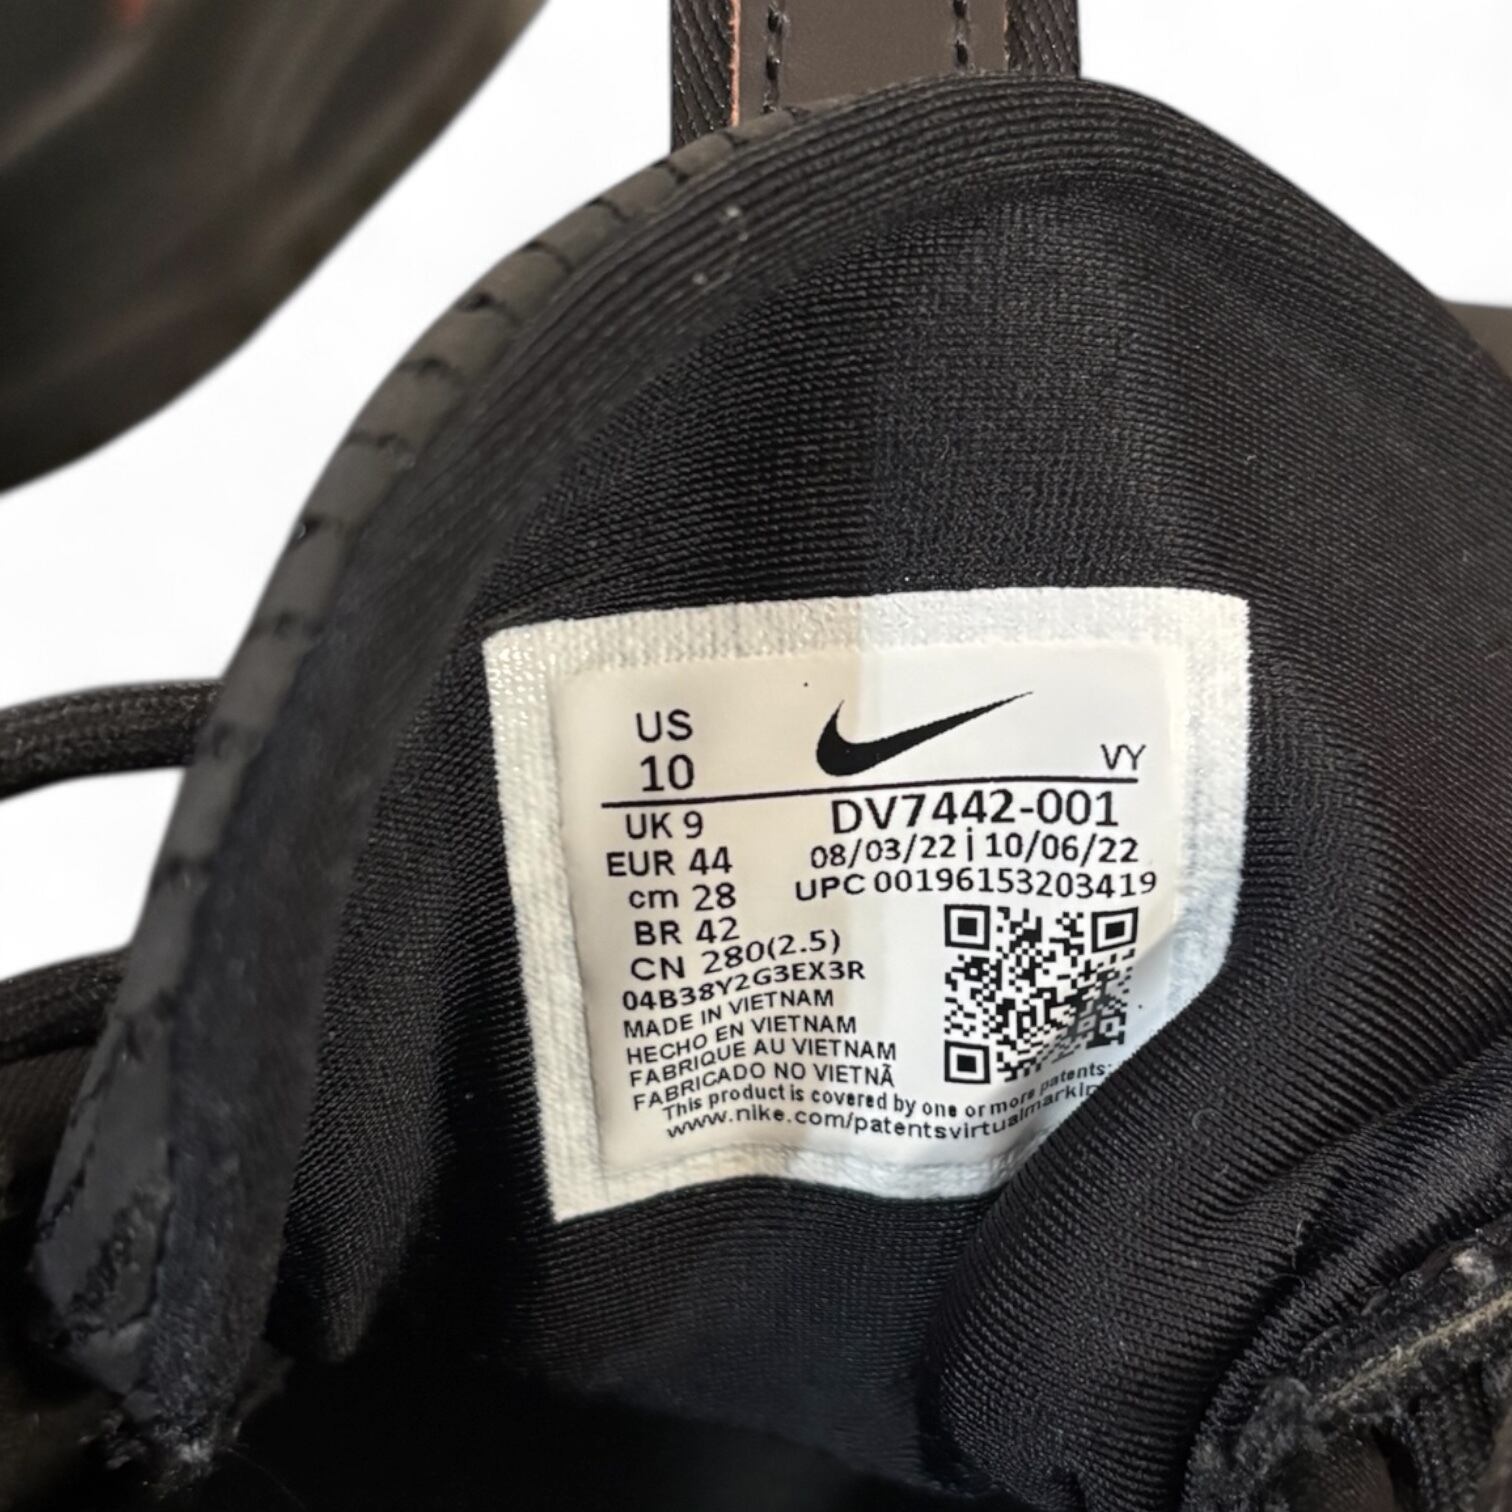 US
10
VY
UK 9
DV7442-001
EUR 44
08/03/22 | 10/06/22
cm 28
UPC 00196153203419
BR 42
CN 280(2.5)
04B38Y2G3EX3R
MADE IN VIETNAM
HECHO EN VIETNAM
FABRIQUE AU VIETNAM
FABRICADO NO VIETNÃ
This product is covered by one or more patents:
www.nike.com/patentsvirtualmarkin